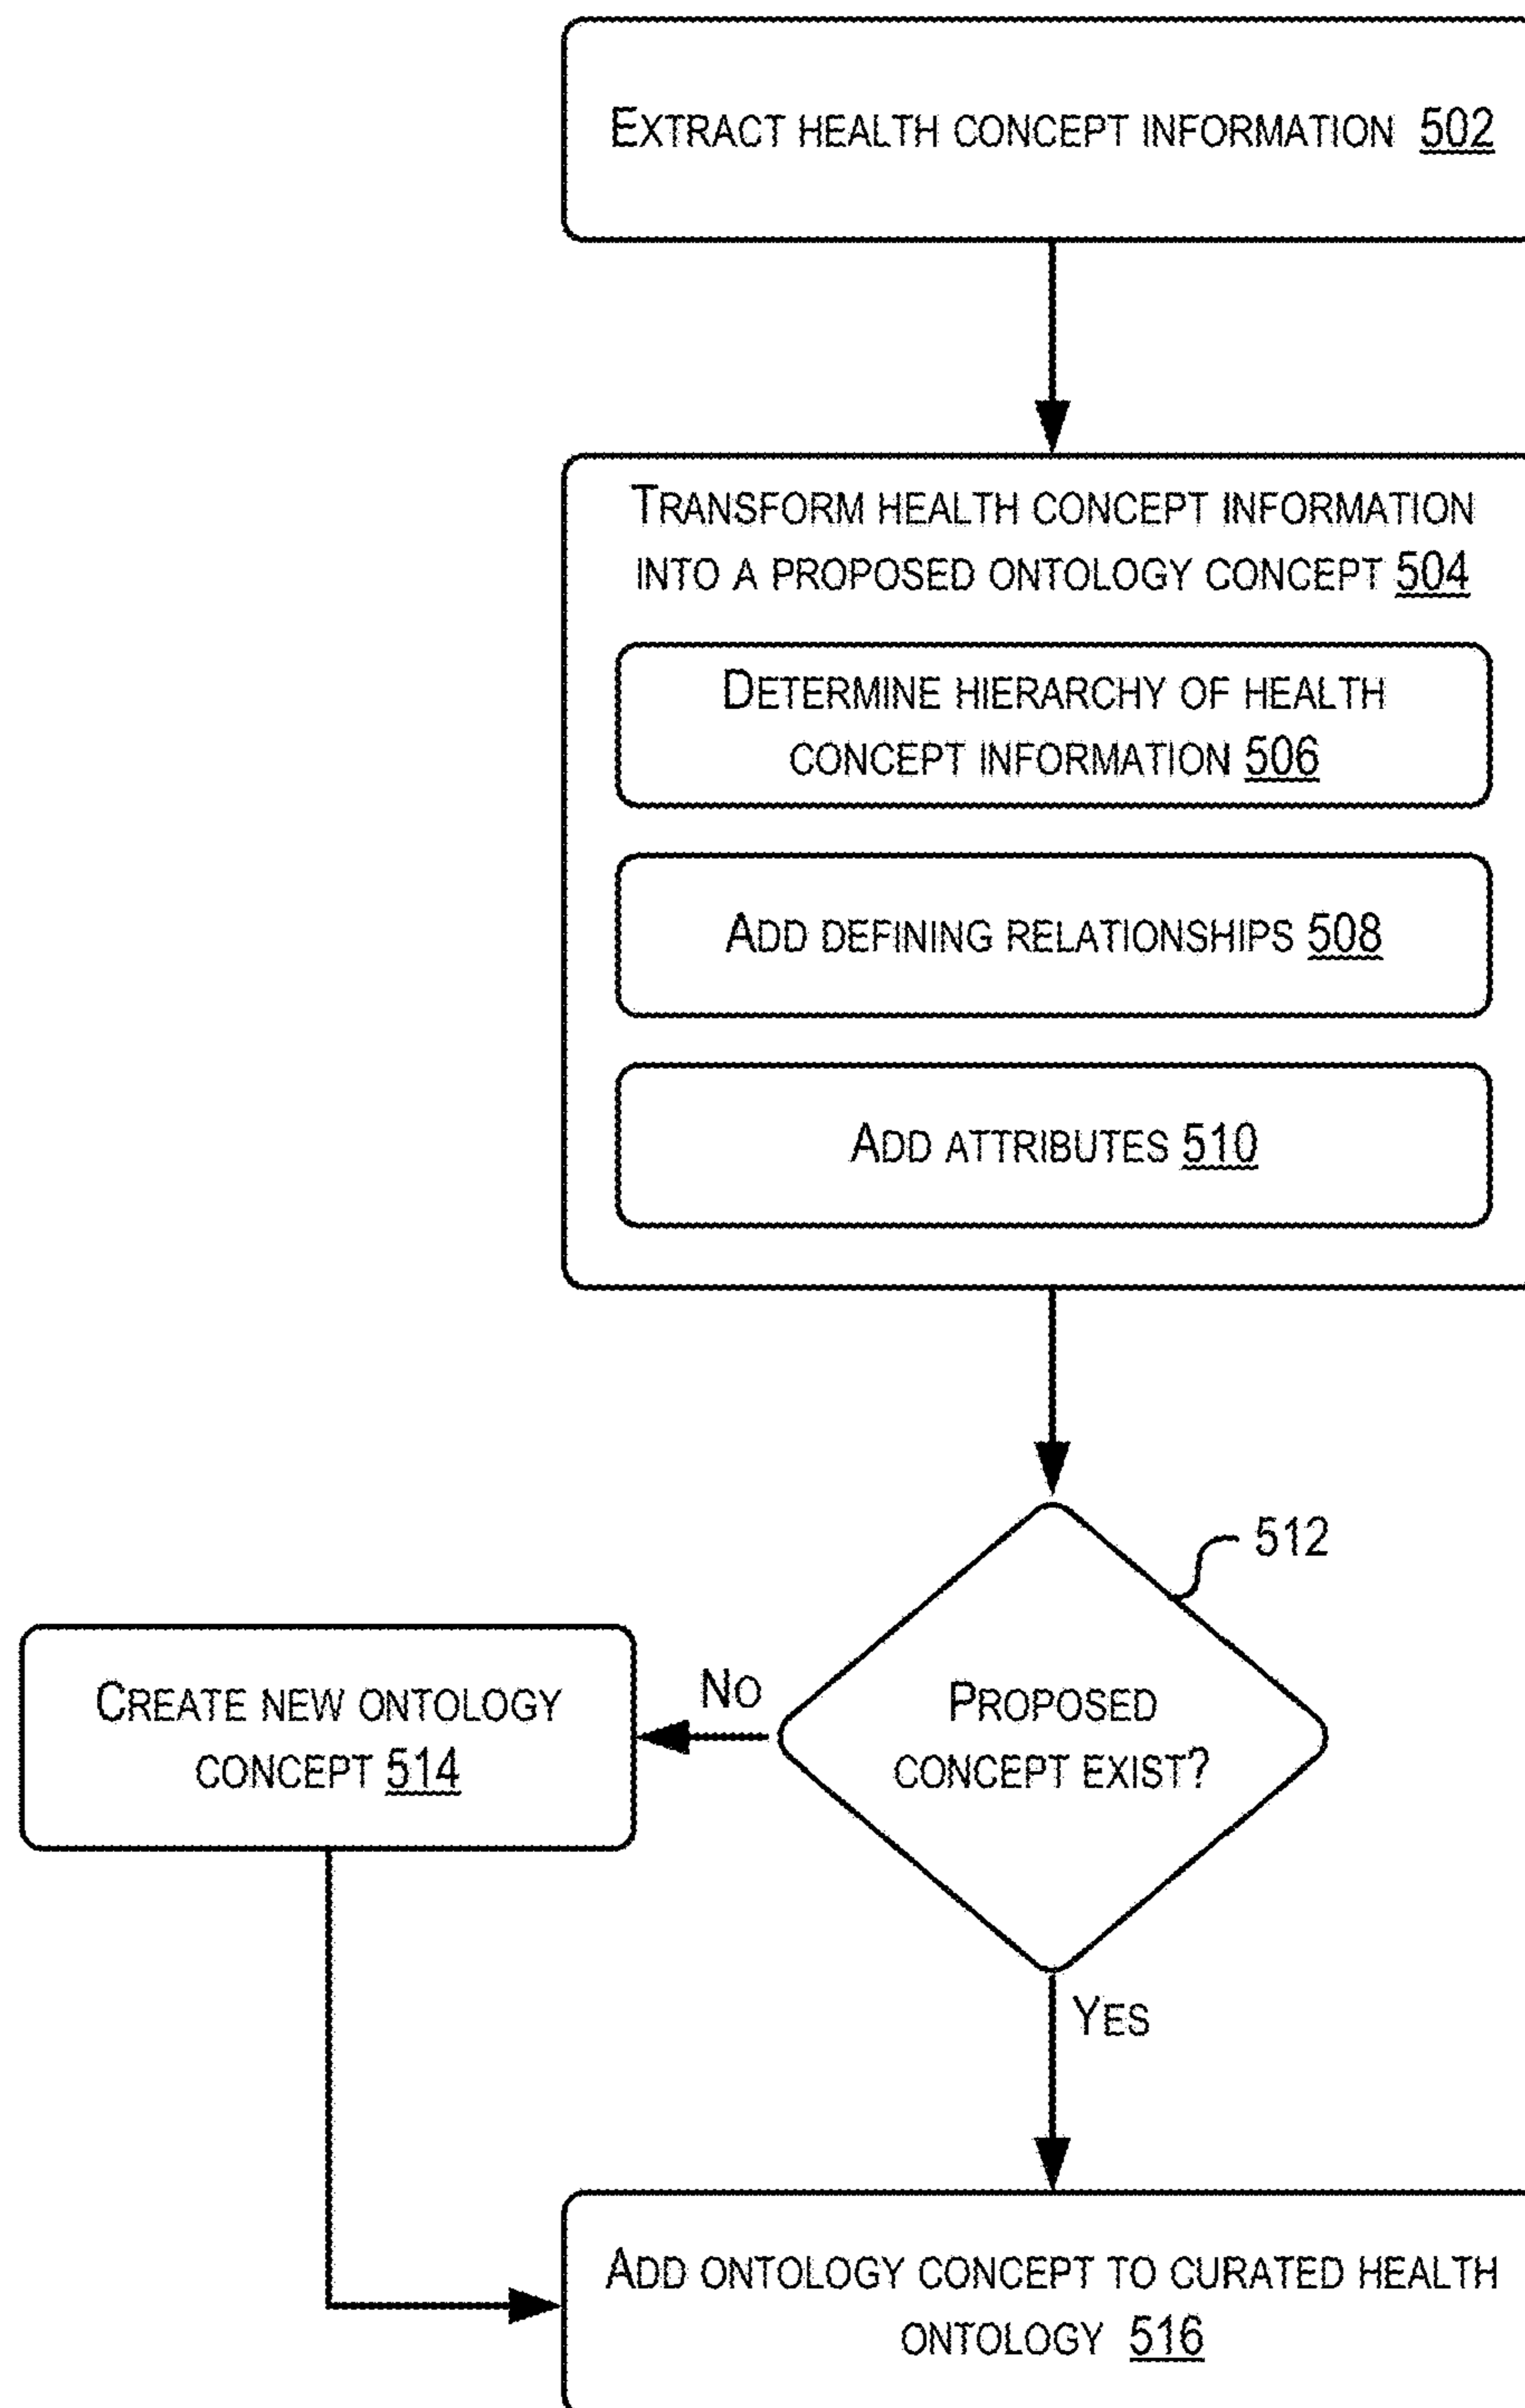 EXTRACT HEALTH CONCEPT INFORMATION 502
TRANSFORM HEALTH CONCEPT INFORMATION
INTO A PROPOSED ONTOLOGY CONCEPT 504
DETERMINE HIERARCHY OF HEALTH
CONCEPT INFORMATION 506
ADD DEFINING RELATIONSHIPS 508
ADD ATTRIBUTES 510
512
PROPOSED
CONCEPT EXIST?
NO
CREATE NEW ONTOLOGY
CONCEPT 514
YES
ADD ONTOLOGY CONCEPT TO CURATED HEALTH
ONTOLOGY 516